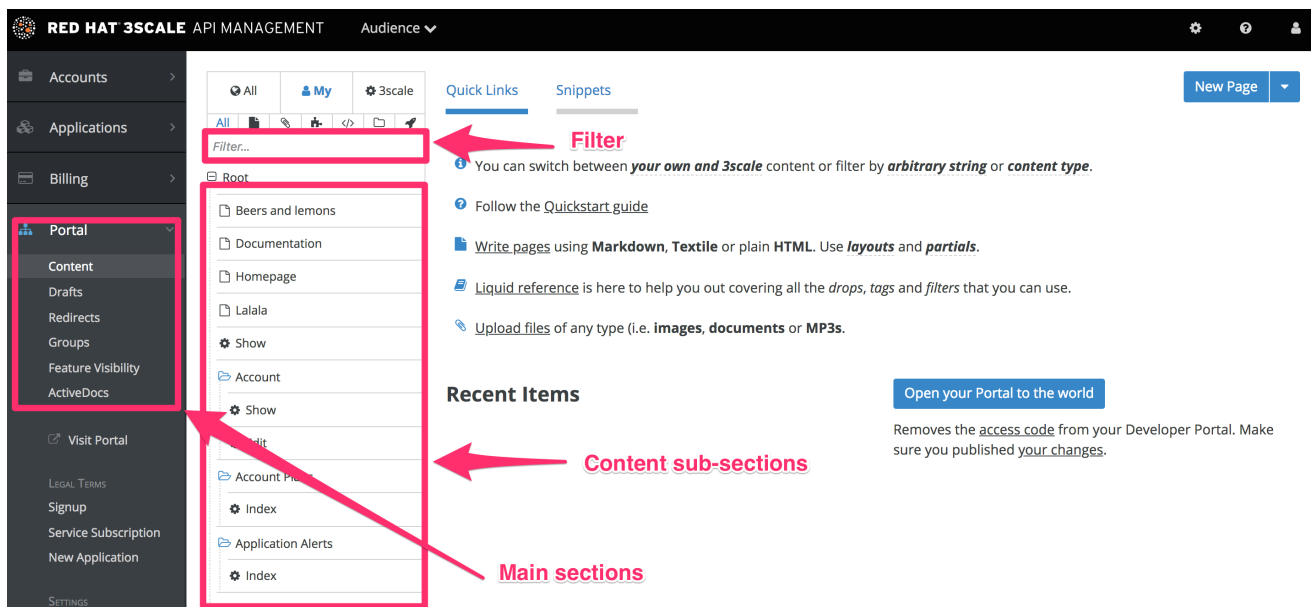 RED HAT 3SCALE API MANAGEMENT
Audience
Accounts
Applications
Billing
Portal
Content
Drafts
Redirects
Groups
Feature Visibility
ActiveDocs
Visit Portal
LEGAL TERMS
Signup
Service Subscription
New Application
SETTINGS
All My 3scale
All
Filter...
Root
Beers and lemons
Documentation
Homepage
Lalala
Show
Account
Show
Account
Index
Application Alerts
Index
Quick Links Snippets
New Page
Filter
You can switch between your own and 3scale content or filter by arbitrary string or content type.
Follow the Quickstart guide
Write pages using Markdown, Textile or plain HTML. Use layouts and partials.
Liquid reference is here to help you out covering all the drops, tags and filters that you can use.
Upload files of any type (i.e. images, documents or MP3s.
Recent Items
Open your Portal to the world
Removes the access code from your Developer Portal. Make
sure you published your changes.
Content sub-sections
Main sections